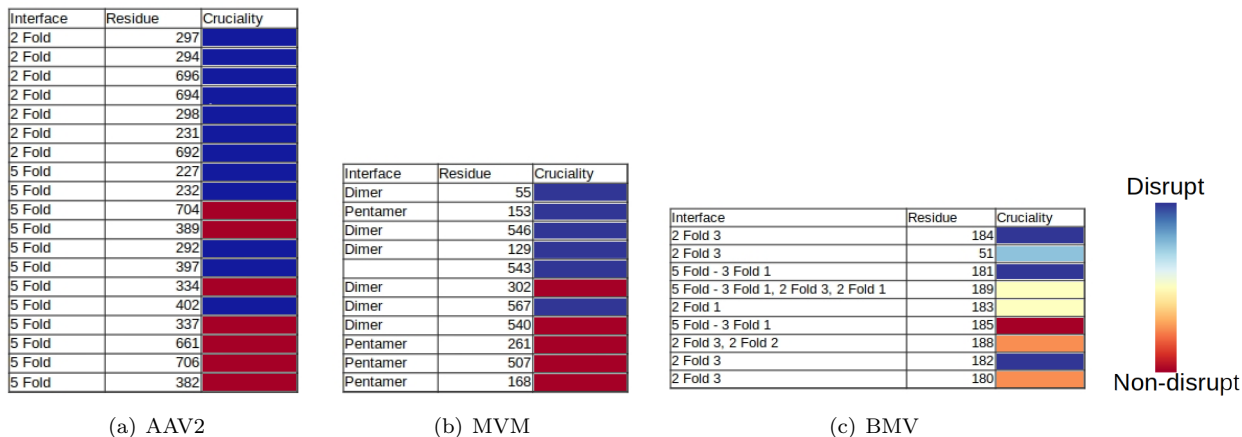 Interface Residue Cruciality
2 Fold 297
2 Fold 294
2 Fold 696
2 Fold 694
2 Fold 298
2 Fold 231
2 Fold 692
5 Fold 227
5 Fold 232
5 Fold 704
5 Fold 389
5 Fold 292
5 Fold 397
5 Fold 334
5 Fold 402
5 Fold 337
5 Fold 661
5 Fold 706
5 Fold 382
(a) AAV2
Interface Residue Cruciality
Dimer 55
Pentamer 153
Dimer 546
Dimer 129
543
Dimer 302
Dimer 567
Dimer 540
Pentamer 261
Pentamer 507
Pentamer 168
(b) MVM
Interface Residue Cruciality
2 Fold 3 184
2 Fold 3 51
5 Fold - 3 Fold 1 181
5 Fold - 3 Fold 1, 2 Fold 3, 2 Fold 1 189
2 Fold 1 183
5 Fold - 3 Fold 1 185
2 Fold 3, 2 Fold 2 188
2 Fold 3 182
2 Fold 3 180
(c) BMV
Disrupt
Non-disrupt